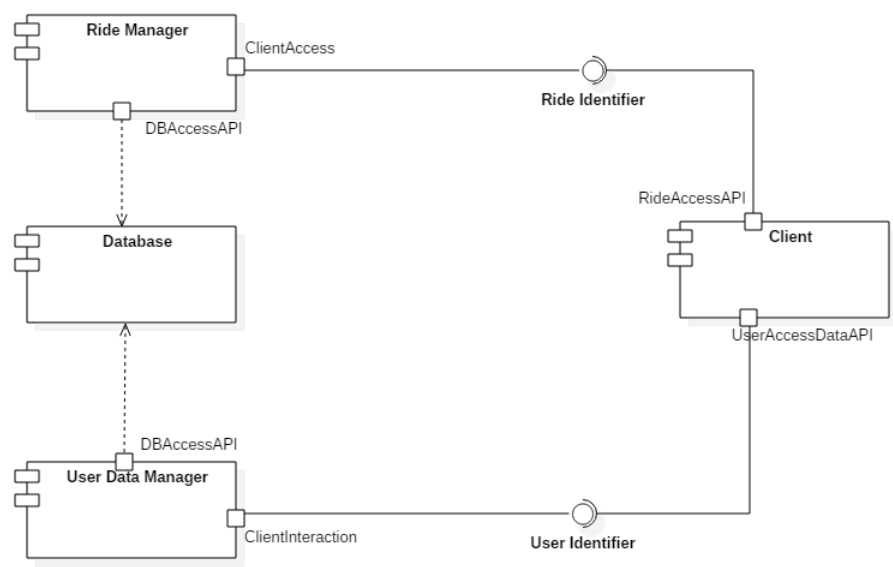 Ride Manager
ClientAccess
Ride Identifier
DBAccessAPI
RideAccessAPI
Database
Client
UserAccessDataAPI
DBAccessAPI
User Data Manager
ClientInteraction
User Identifier